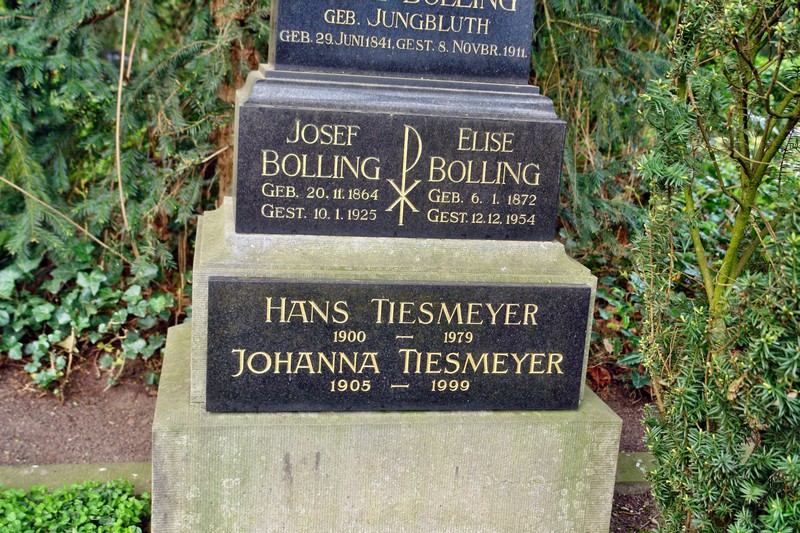 BOLLING
GEB. JUNGBLUTH
GEB. 29. JUNI 1841, GEST. 8. NOVBR. 1911.
JOSEF
BOLLING
GEB. 20. 11. 1864
GEST. 10. 1. 1925
ELISE
BOLLING
GEB. 6. 1. 1872
GEST. 12. 12. 1954
HANS TIESMEYER
1900 — 1979
JOHANNA TIESMEYER
1905 — 1999